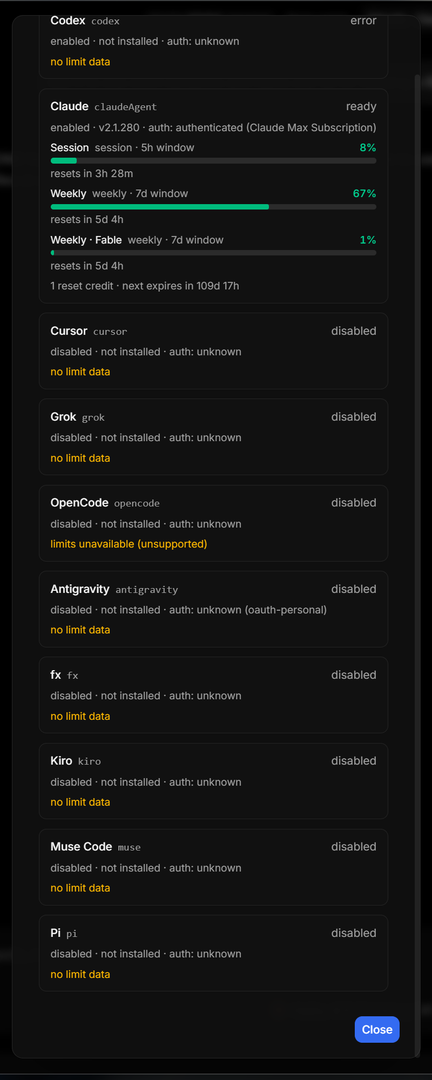 Codex codex error
enabled · not installed · auth: unknown
no limit data
Claude claudeAgent ready
enabled · v2.1.280 · auth: authenticated (Claude Max Subscription)
Session session · 5h window 8%
resets in 3h 28m
Weekly weekly · 7d window 67%
resets in 5d 4h
Weekly · Fable weekly · 7d window 1%
resets in 5d 4h
1 reset credit · next expires in 109d 17h
Cursor cursor disabled
disabled · not installed · auth: unknown
no limit data
Grok grok disabled
disabled · not installed · auth: unknown
no limit data
OpenCode opencode disabled
disabled · not installed · auth: unknown
limits unavailable (unsupported)
Antigravity antigravity disabled
disabled · not installed · auth: unknown (oauth-personal)
no limit data
fx fx disabled
disabled · not installed · auth: unknown
no limit data
Kiro kiro disabled
disabled · not installed · auth: unknown
no limit data
Muse Code muse disabled
disabled · not installed · auth: unknown
no limit data
Pi pi disabled
disabled · not installed · auth: unknown
no limit data
Close